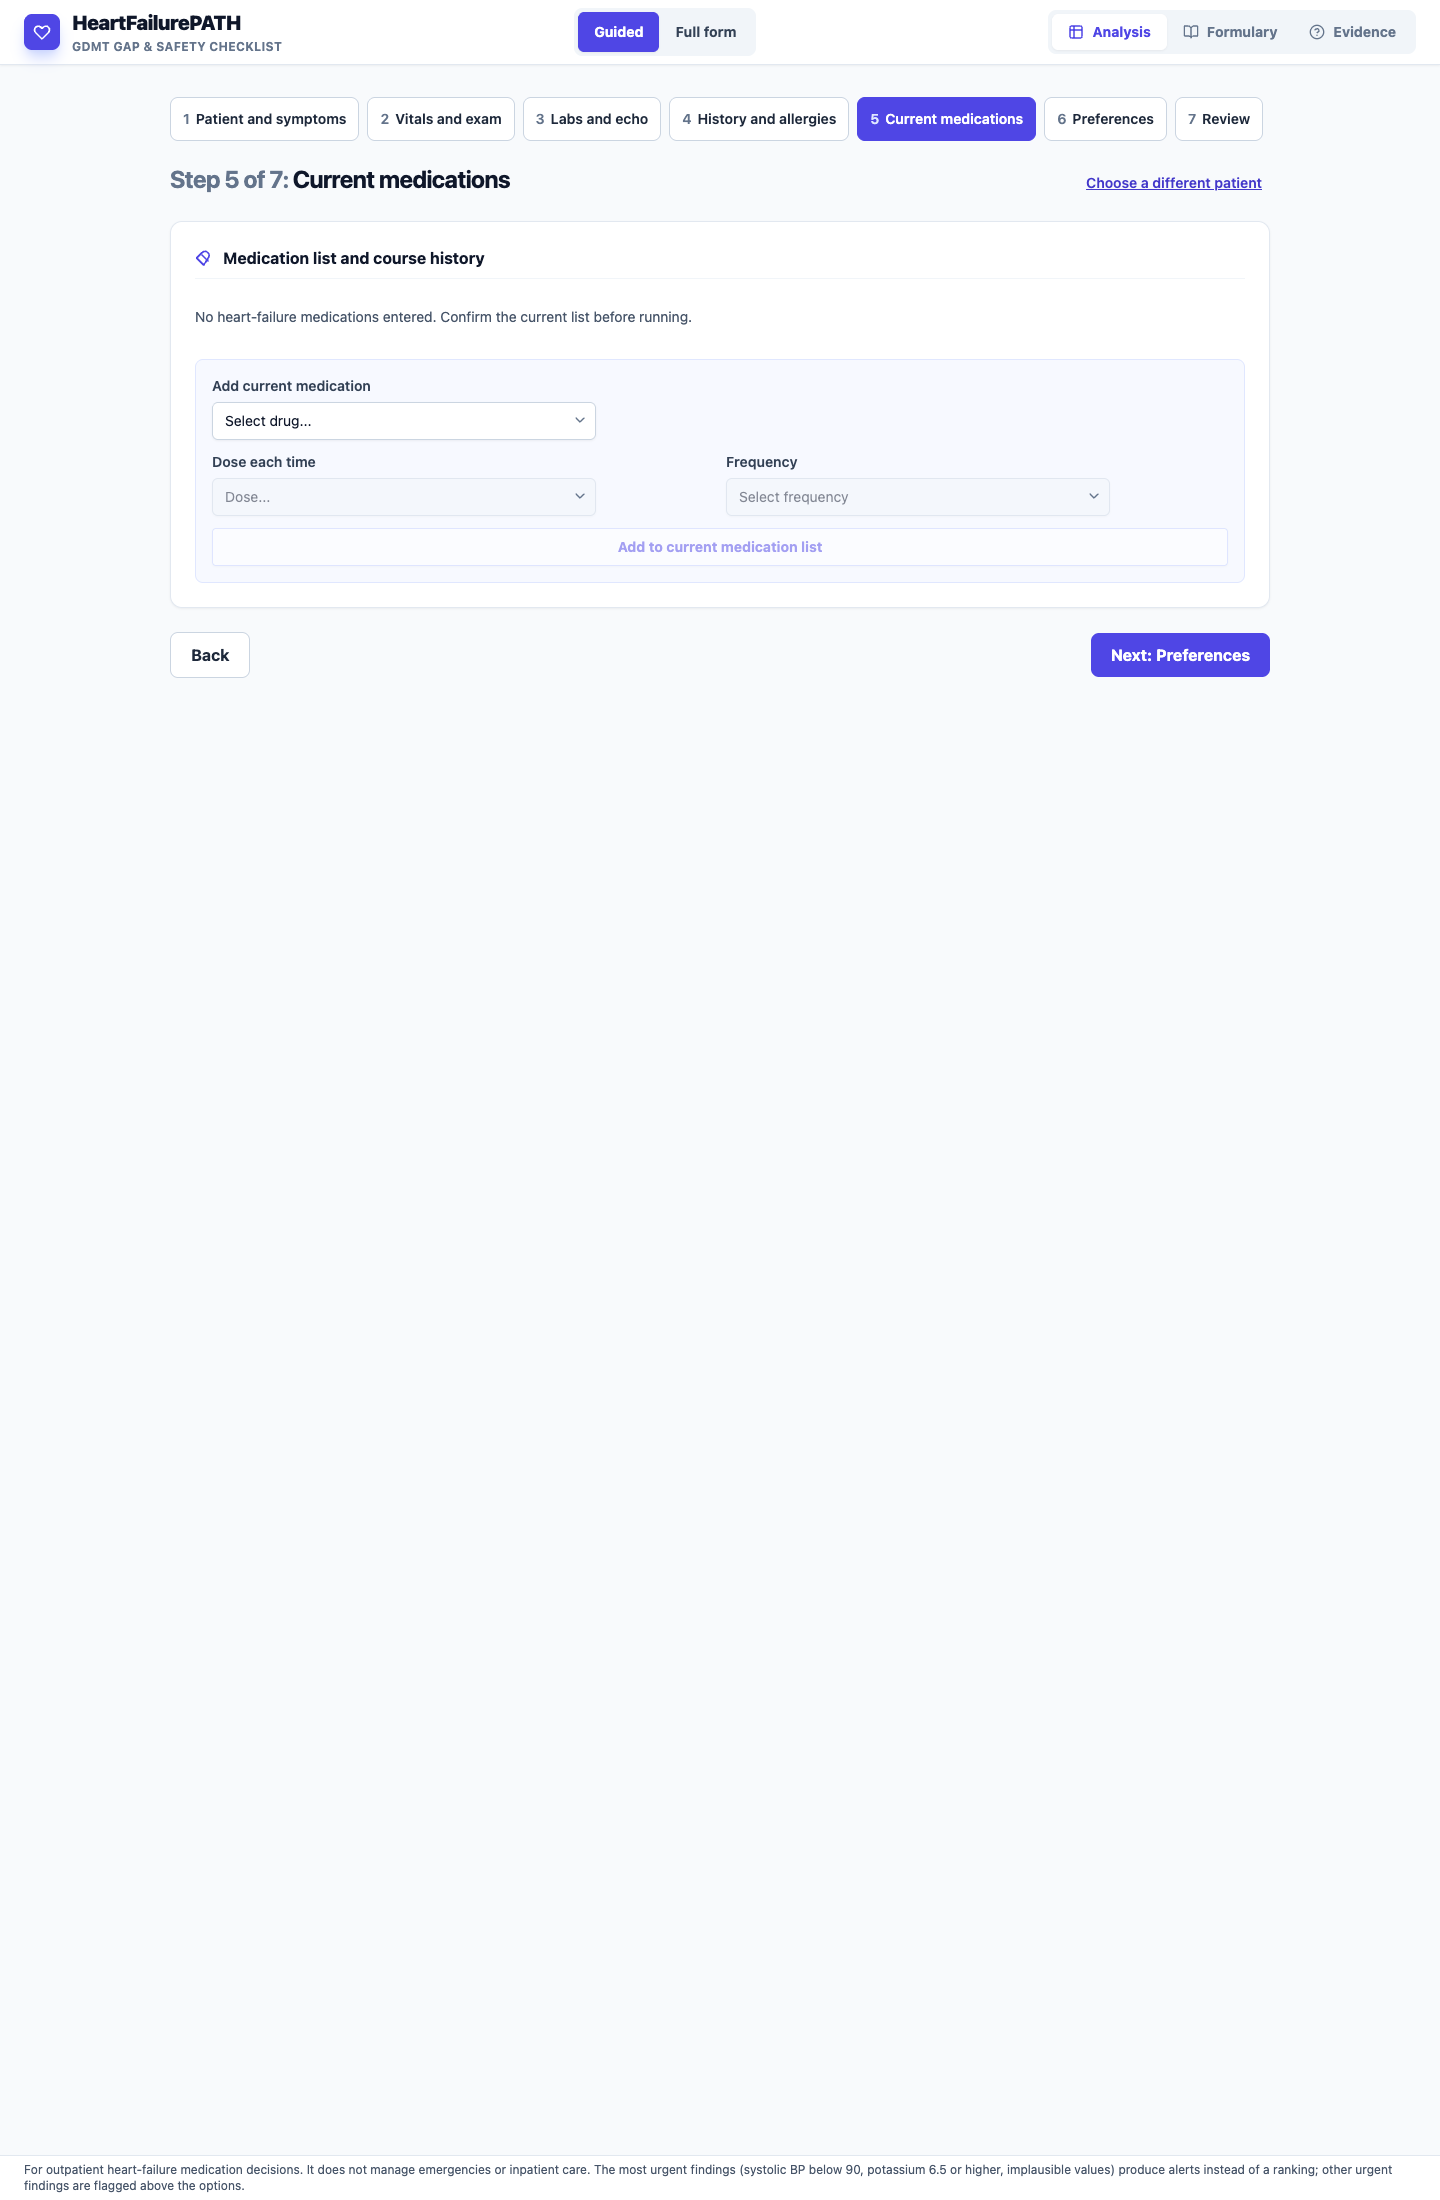 HeartFailurePATH
GDMT GAP & SAFETY CHECKLIST
Guided
Full form
Analysis
Formulary
Evidence
1 Patient and symptoms
2 Vitals and exam
3 Labs and echo
4 History and allergies
5 Current medications
6 Preferences
7 Review
Step 5 of 7: Current medications
Choose a different patient
Medication list and course history
No heart-failure medications entered. Confirm the current list before running.
Add current medication
Select drug...
Dose each time
Frequency
Dose...
Select frequency
Add to current medication list
Back
Next: Preferences
For outpatient heart-failure medication decisions. It does not manage emergencies or inpatient care. The most urgent findings (systolic BP below 90, potassium 6.5 or higher, implausible values) produce alerts instead of a ranking; other urgent
findings are flagged above the options.